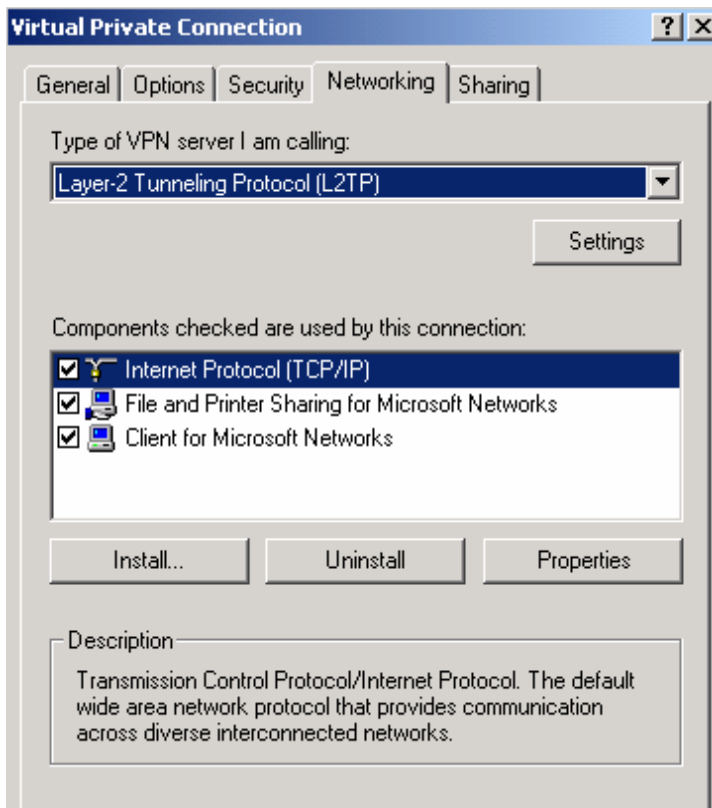 Virtual Private Connection
General Options Security Networking Sharing
Type of VPN server I am calling:
Layer-2 Tunneling Protocol (L2TP)
Settings
Components checked are used by this connection:
Internet Protocol (TCP/IP)
File and Printer Sharing for Microsoft Networks
Client for Microsoft Networks
Install... Uninstall Properties
Description
Transmission Control Protocol/Internet Protocol. The default
wide area network protocol that provides communication
across diverse interconnected networks.